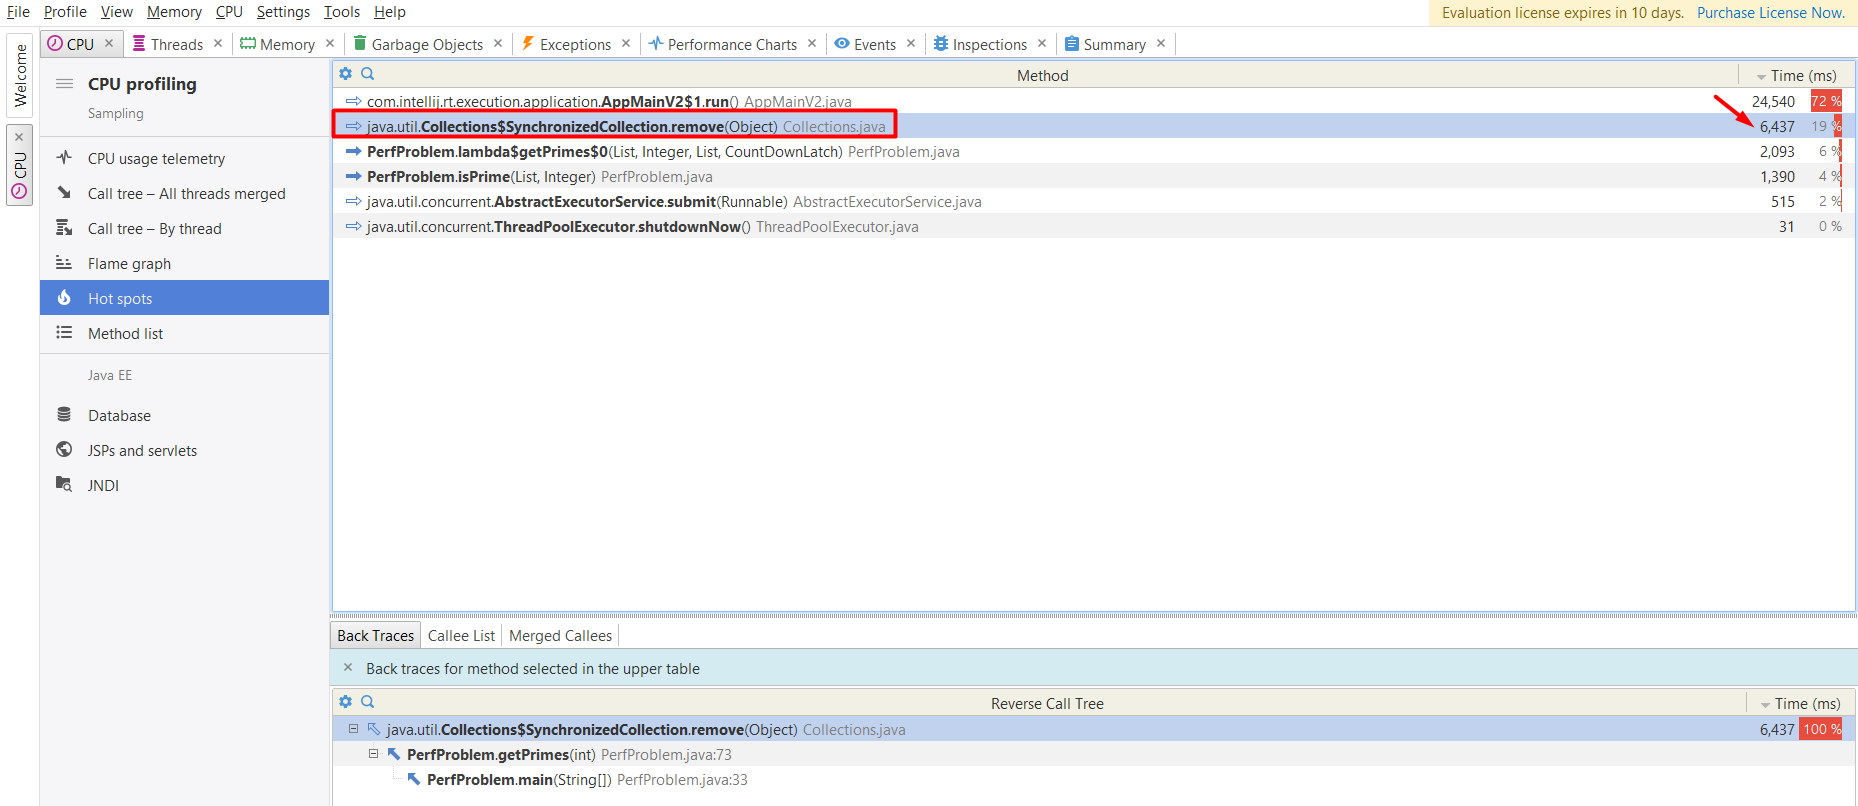 File Profile View Memory CPU Settings Tools Help
Evaluation license expires in 10 days. Purchase License Now.
Welcome
CPU
CPU Threads Memory Garbage Objects Exceptions Performance Charts Events Inspections Summary
CPU profiling
Sampling
CPU usage telemetry
Call tree – All threads merged
Call tree – By thread
Flame graph
Hot spots
Method list
Java EE
Database
JSPs and servlets
JNDI
Method Time (ms)
com.intellij.rt.execution.application.AppMainV2$1.run() AppMainV2.java 24,540 72 %
java.util.Collections$SynchronizedCollection.remove(Object) Collections.java 6,437 19 %
PerfProblem.lambda$getPrimes$0(List, Integer, List, CountDownLatch) PerfProblem.java 2,093 6 %
PerfProblem.isPrime(List, Integer) PerfProblem.java 1,390 4 %
java.util.concurrent.AbstractExecutorService.submit(Runnable) AbstractExecutorService.java 515 2 %
java.util.concurrent.ThreadPoolExecutor.shutdownNow() ThreadPoolExecutor.java 31 0 %
Back Traces Callee List Merged Callees
Back traces for method selected in the upper table
Reverse Call Tree Time (ms)
java.util.Collections$SynchronizedCollection.remove(Object) Collections.java 6,437 100 %
PerfProblem.getPrimes(int) PerfProblem.java:73
PerfProblem.main(String[]) PerfProblem.java:33